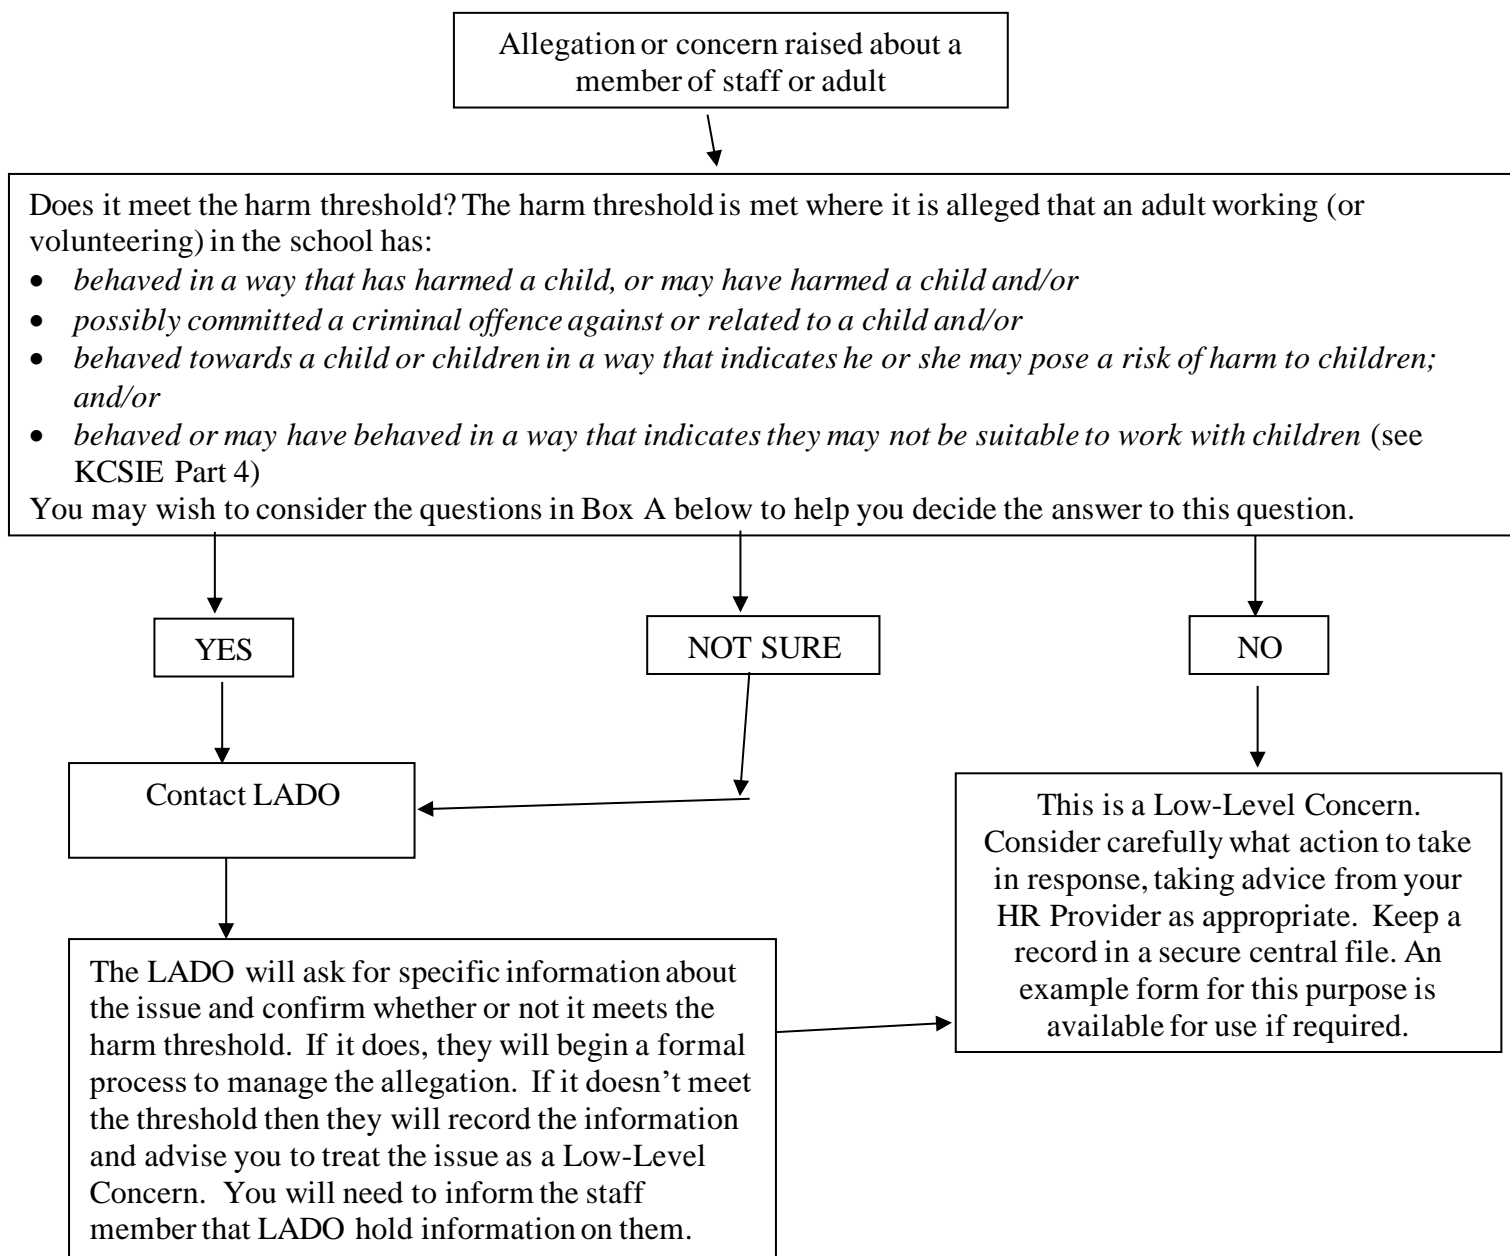 Allegation or concern raised about a
member of staff or adult
Does it meet the harm threshold? The harm threshold is met where it is alleged that an adult working (or
volunteering) in the school has:
• behaved in a way that has harmed a child, or may have harmed a child and/or
• possibly committed a criminal offence against or related to a child and/or
• behaved towards a child or children in a way that indicates he or she may pose a risk of harm to children;
and/or
• behaved or may have behaved in a way that indicates they may not be suitable to work with children (see
KCSIE Part 4)
You may wish to consider the questions in Box A below to help you decide the answer to this question.
YES
NOT SURE
NO
Contact LADO
This is a Low-Level Concern.
Consider carefully what action to take
in response, taking advice from your
HR Provider as appropriate. Keep a
record in a secure central file. An
example form for this purpose is
available for use if required.
The LADO will ask for specific information about
the issue and confirm whether or not it meets the
harm threshold. If it does, they will begin a formal
process to manage the allegation. If it doesn’t meet
the threshold then they will record the information
and advise you to treat the issue as a Low-Level
Concern. You will need to inform the staff
member that LADO hold information on them.